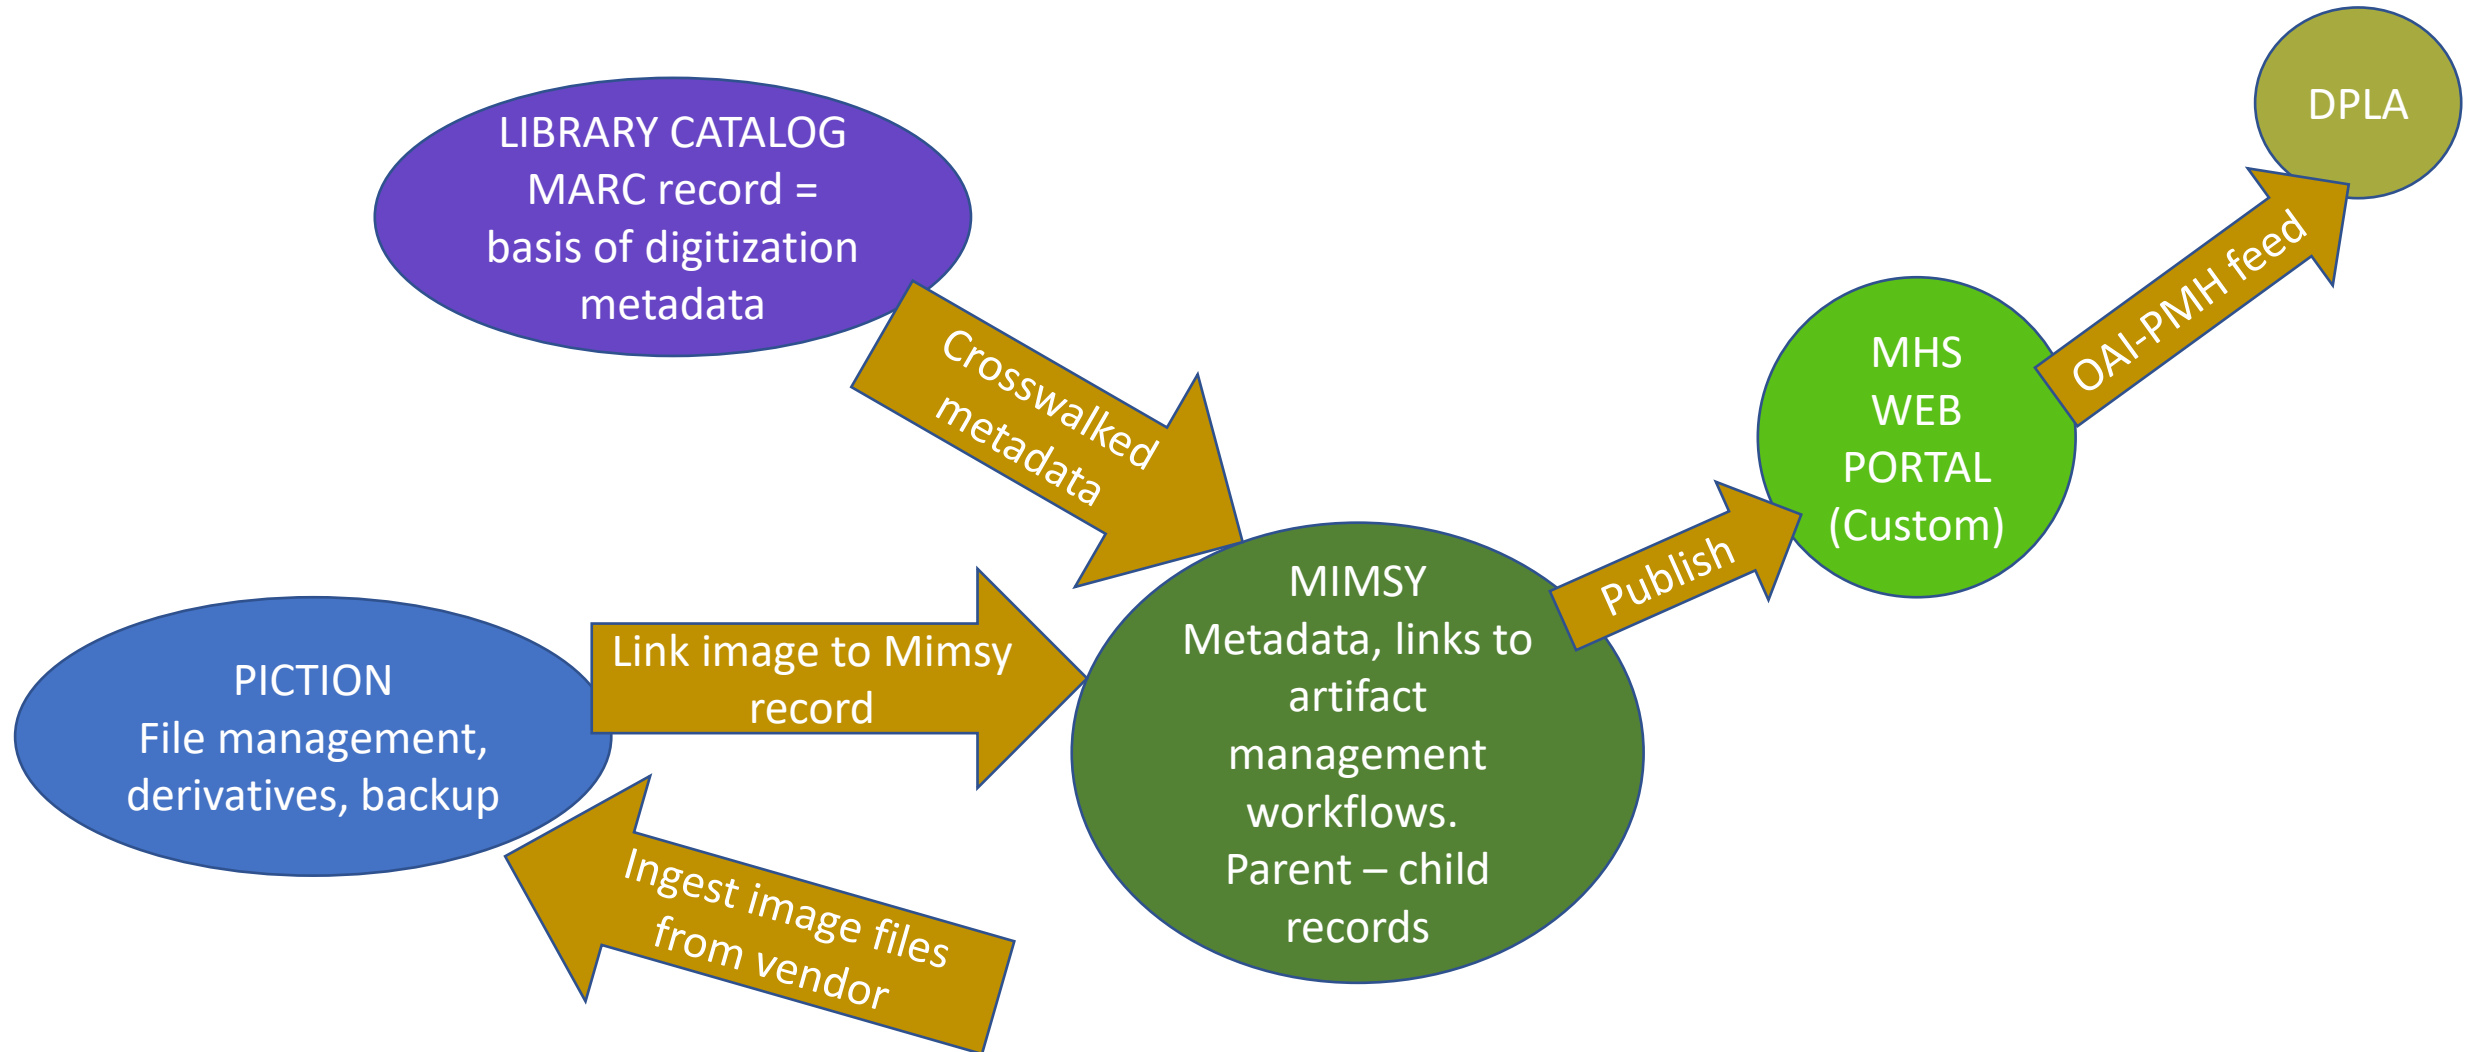 LIBRARY CATALOG
MARC record =
basis of digitization
metadata
Crosswalked
metadata
PICTION
File management,
derivatives, backup
Link image to Mimsy
record
Ingest image files
from vendor
MIMSY
Metadata, links to
artifact
management
workflows.
Parent – child
records
Publish
MHS
WEB
PORTAL
(Custom)
OAI-PMH feed
DPLA